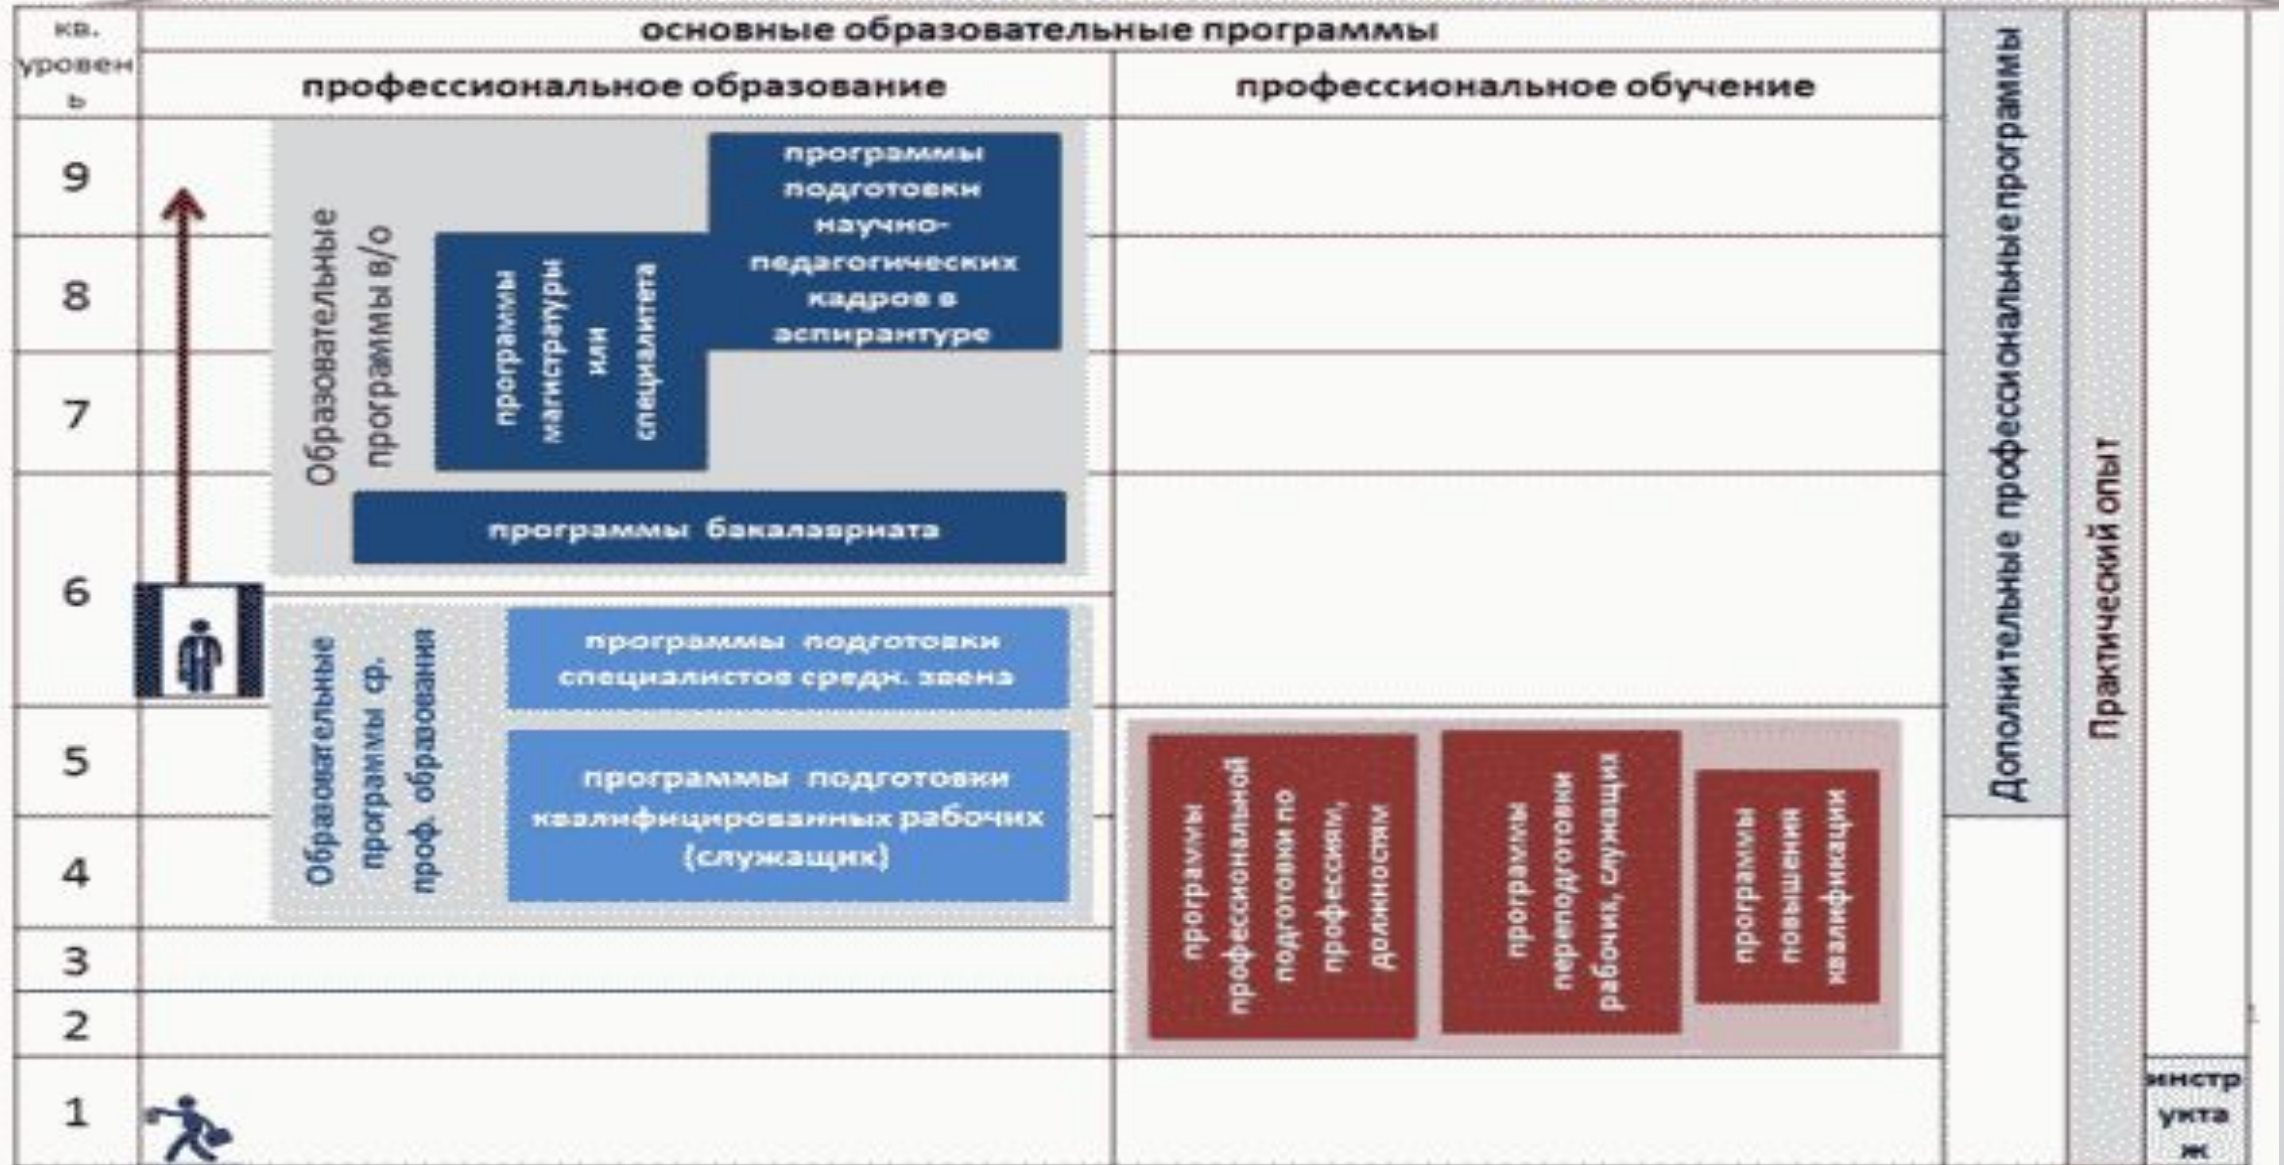 кв.
уровен
ь
основные образовательные программы
профессиональное образование
профессиональное обучение
9
8
7
6
5
4
3
2
1
Образовательные
программы в/о
программы
магистратуры
или
специалитета
программы
подготовки
научно-
педагогических
кадров в
аспирантуре
программы бакалавриата
Образовательные
программы ср.
проф. образования
программы подготовки
специалистов средн. звена
программы подготовки
квалифицированных рабочих
(служащих)
программы
профессиональной
подготовки по
профессиям,
должностям
программы
переподготовки
рабочих, служащих
программы
повышения
квалификации
Дополнительные профессиональные программы
Практический опыт
инстр
укта
ж